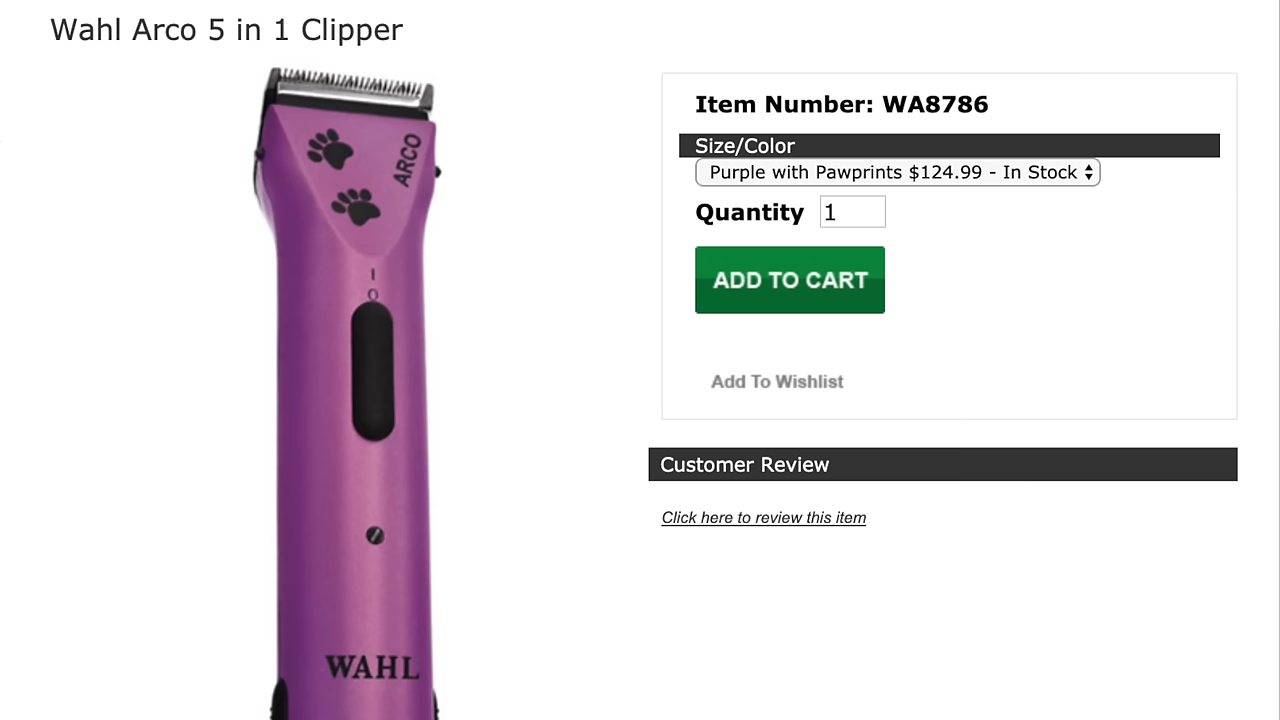 Wahl Arco 5 in 1 Clipper
ARCO
I
O
WAHL
Item Number: WA8786
Size/Color
Purple with Pawprints $124.99 - In Stock
Quantity 1
ADD TO CART
Add To Wishlist
Customer Review
Click here to review this item